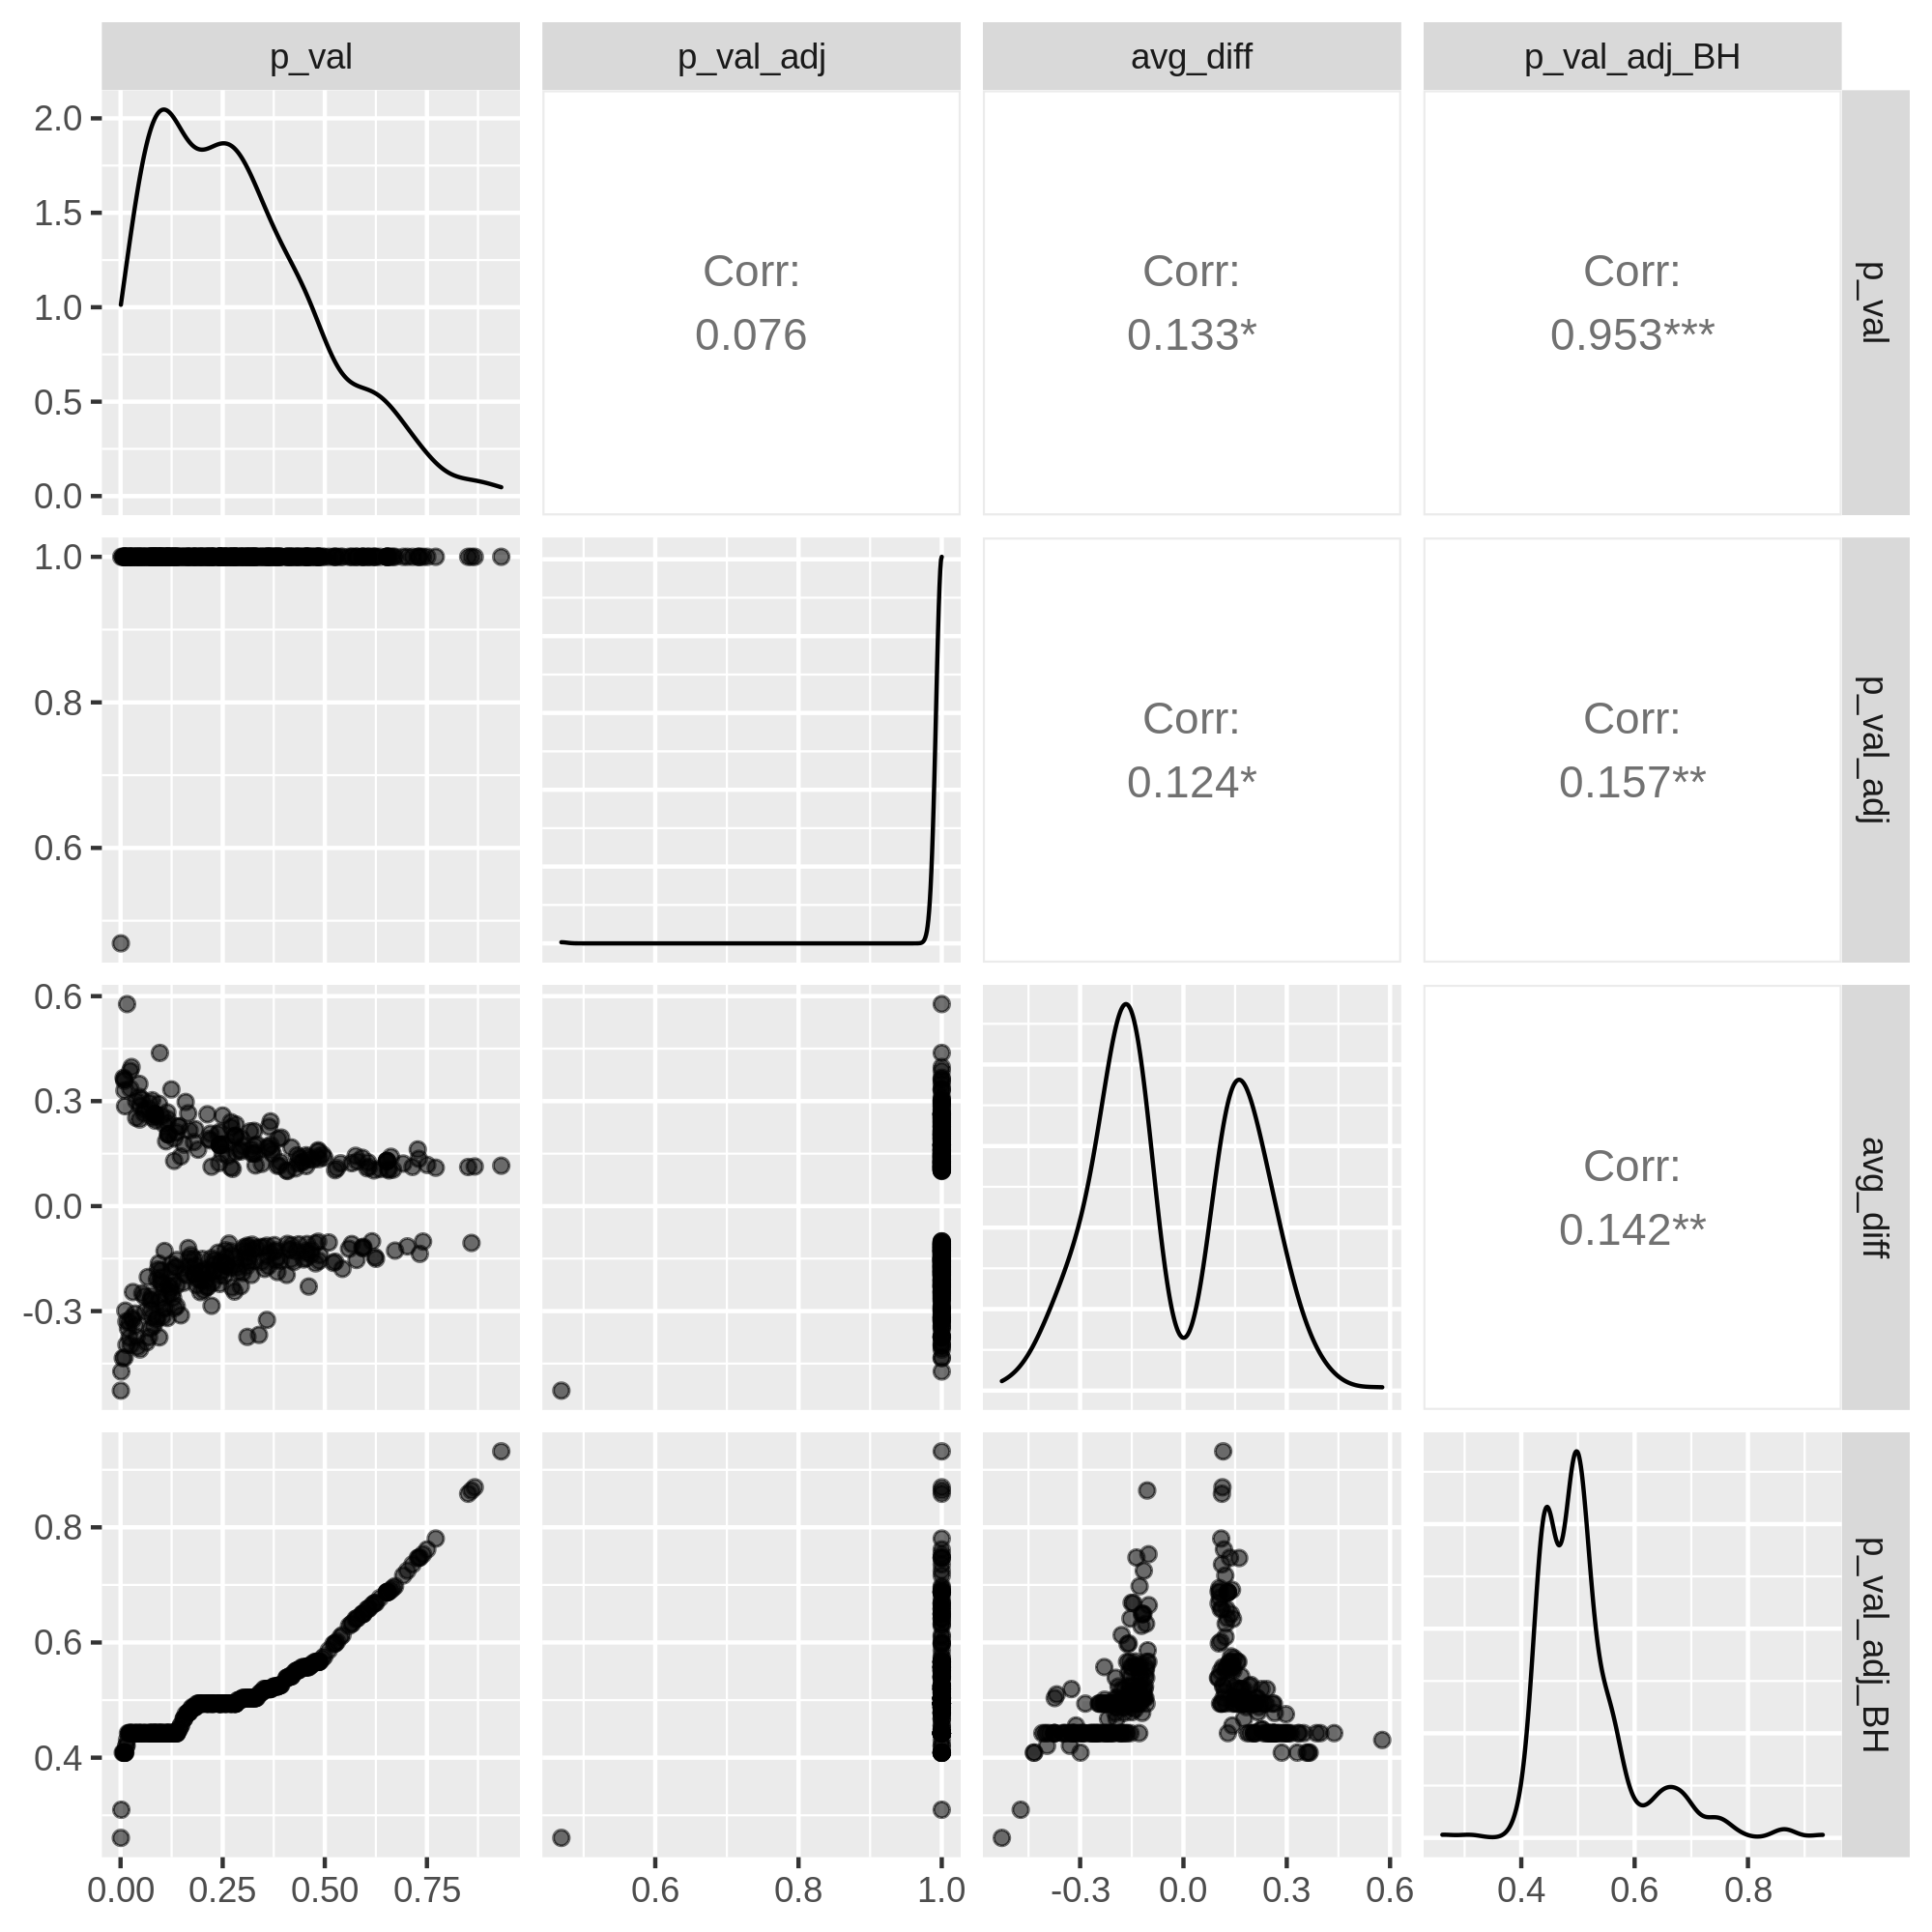 p_val
p_val_adj
avg_diff
p_val_adj_BH
2.0
1.5
1.0
0.5
0.0
Corr:
0.076
Corr:
0.133*
Corr:
0.953***
p_val
1.0
0.8
0.6
Corr:
0.124*
Corr:
0.157**
p_val_adj
0.6
0.3
0.0
-0.3
Corr:
0.142**
avg_diff
0.8
0.6
0.4
p_val_adj_BH
0.00 0.25 0.50 0.75
0.6 0.8 1.0
-0.3 0.0 0.3 0.6
0.4 0.6 0.8